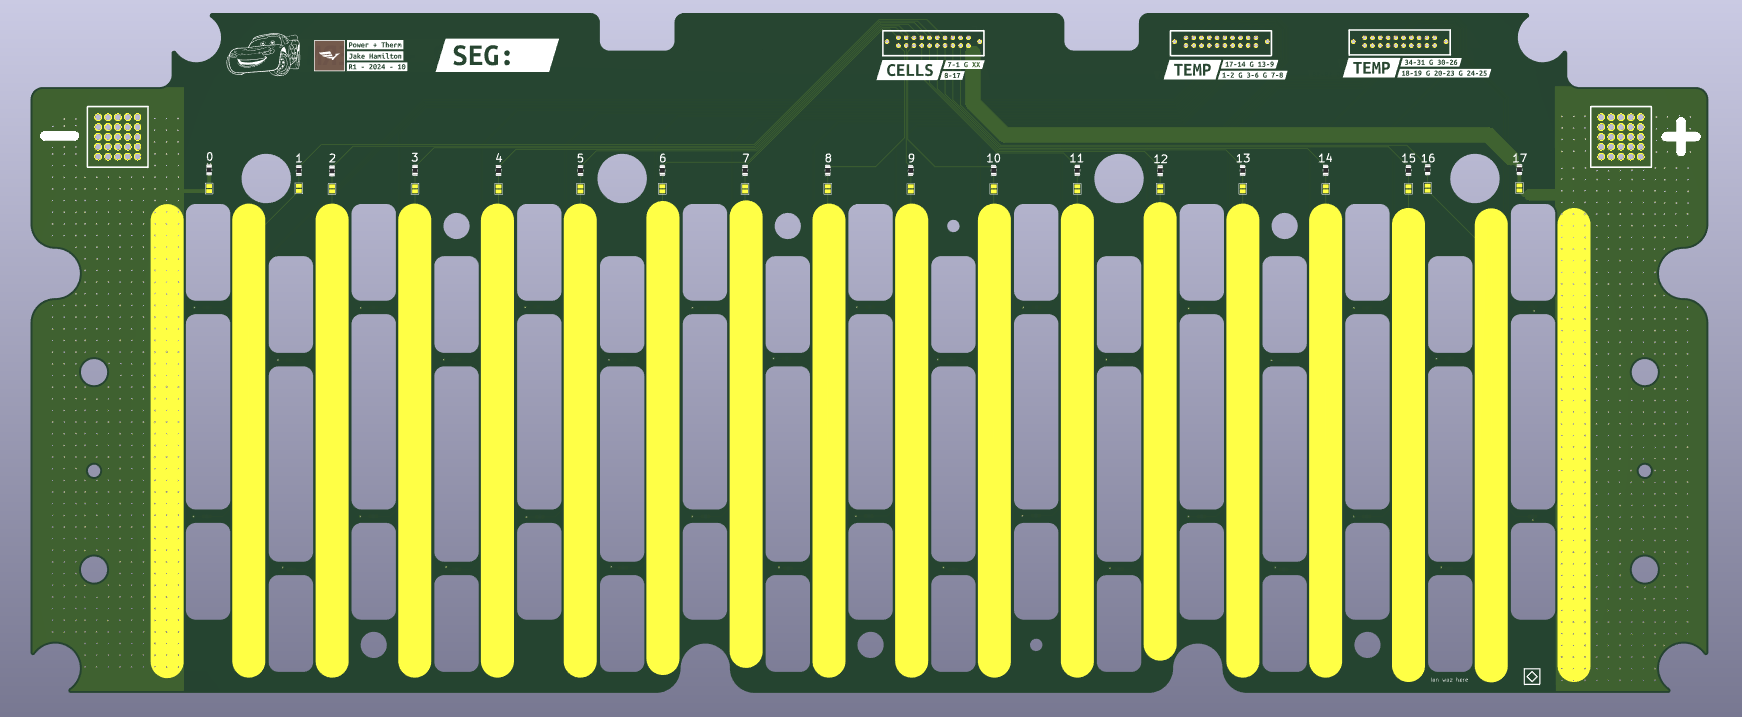 Power + Therm
Jake Hamilton
R1 - 2024 - 10
SEG:
CELLS
7-1 G XX
8-17
TEMP
17-14 G 13-9
1-2 G 3-6 G 7-8
TEMP
34-31 G 30-26
18-19 G 20-23 G 24-25
0 1 2 3 4 5 6 7 8 9 10 11 12 13 14 15 16 17
ian waz here